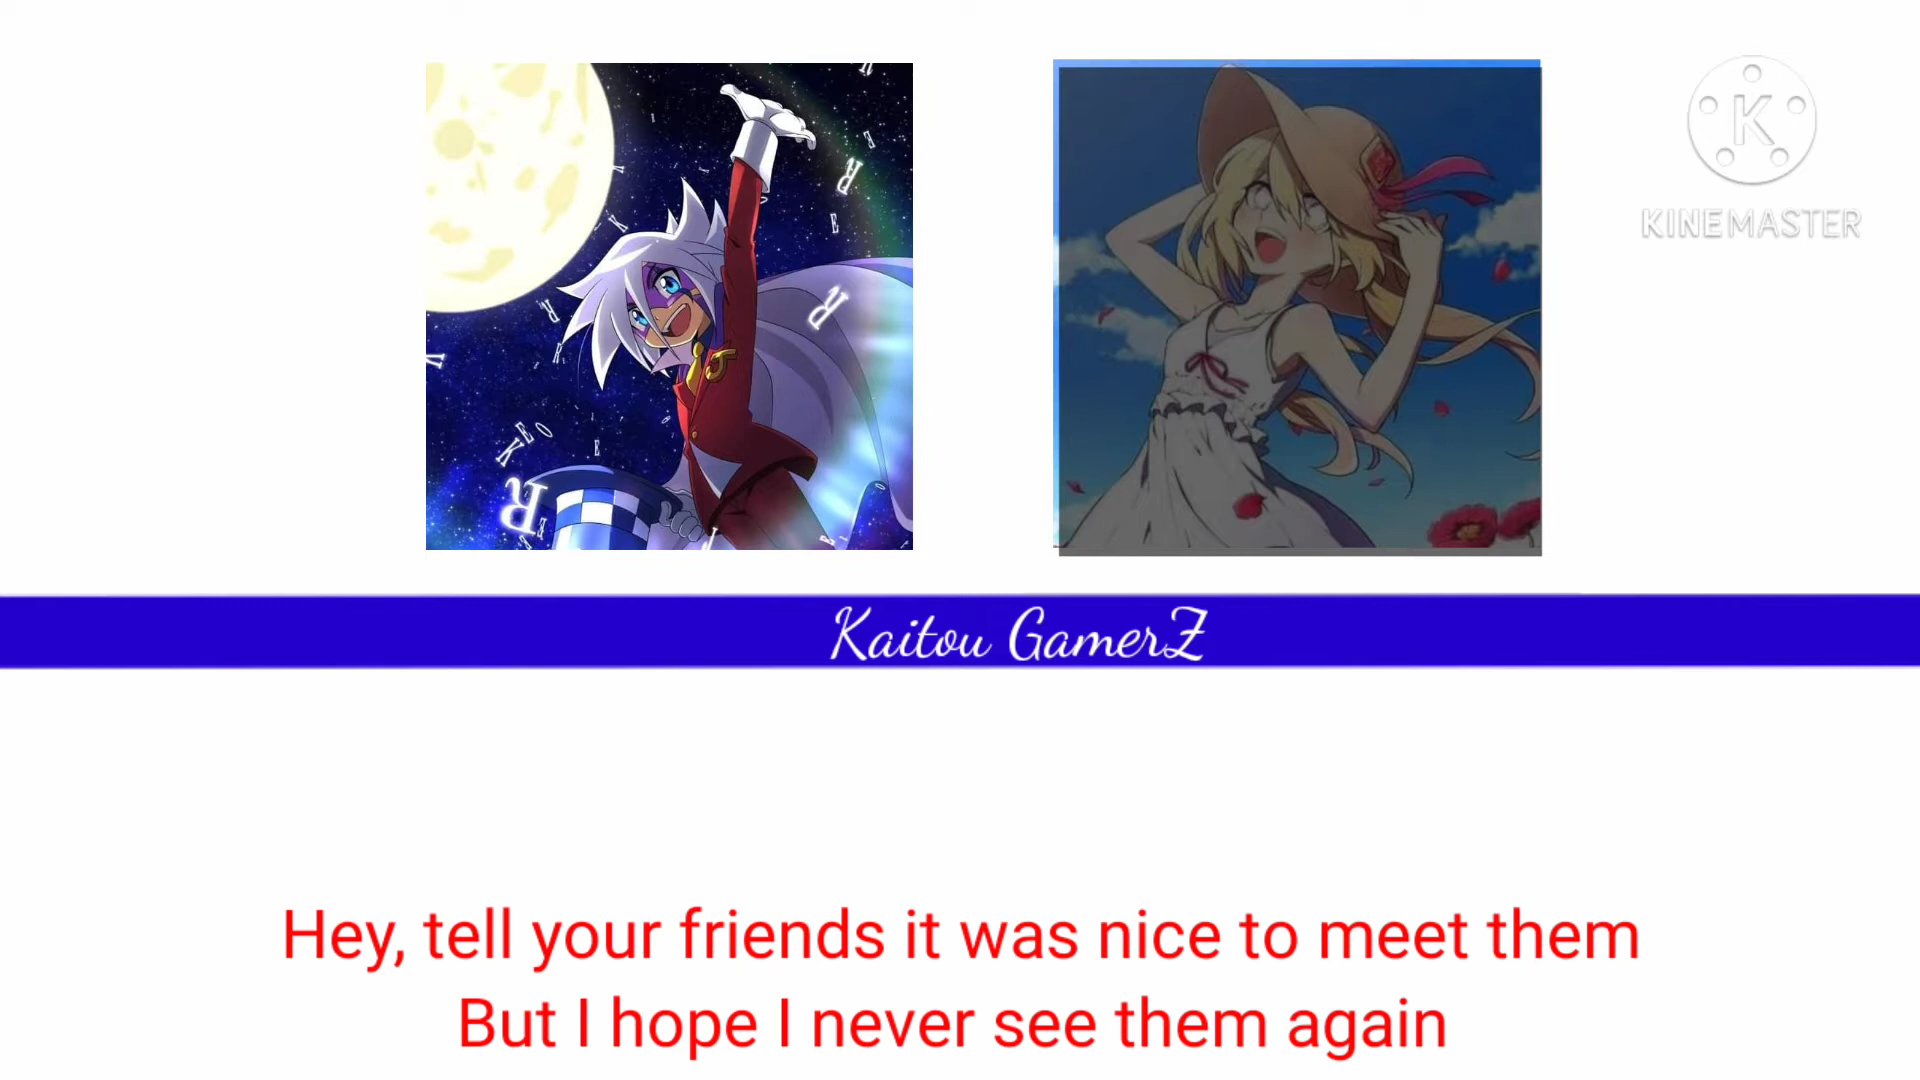 KINEMASTER
Kaitou GamerZ
Hey, tell your friends it was nice to meet them
But I hope I never see them again